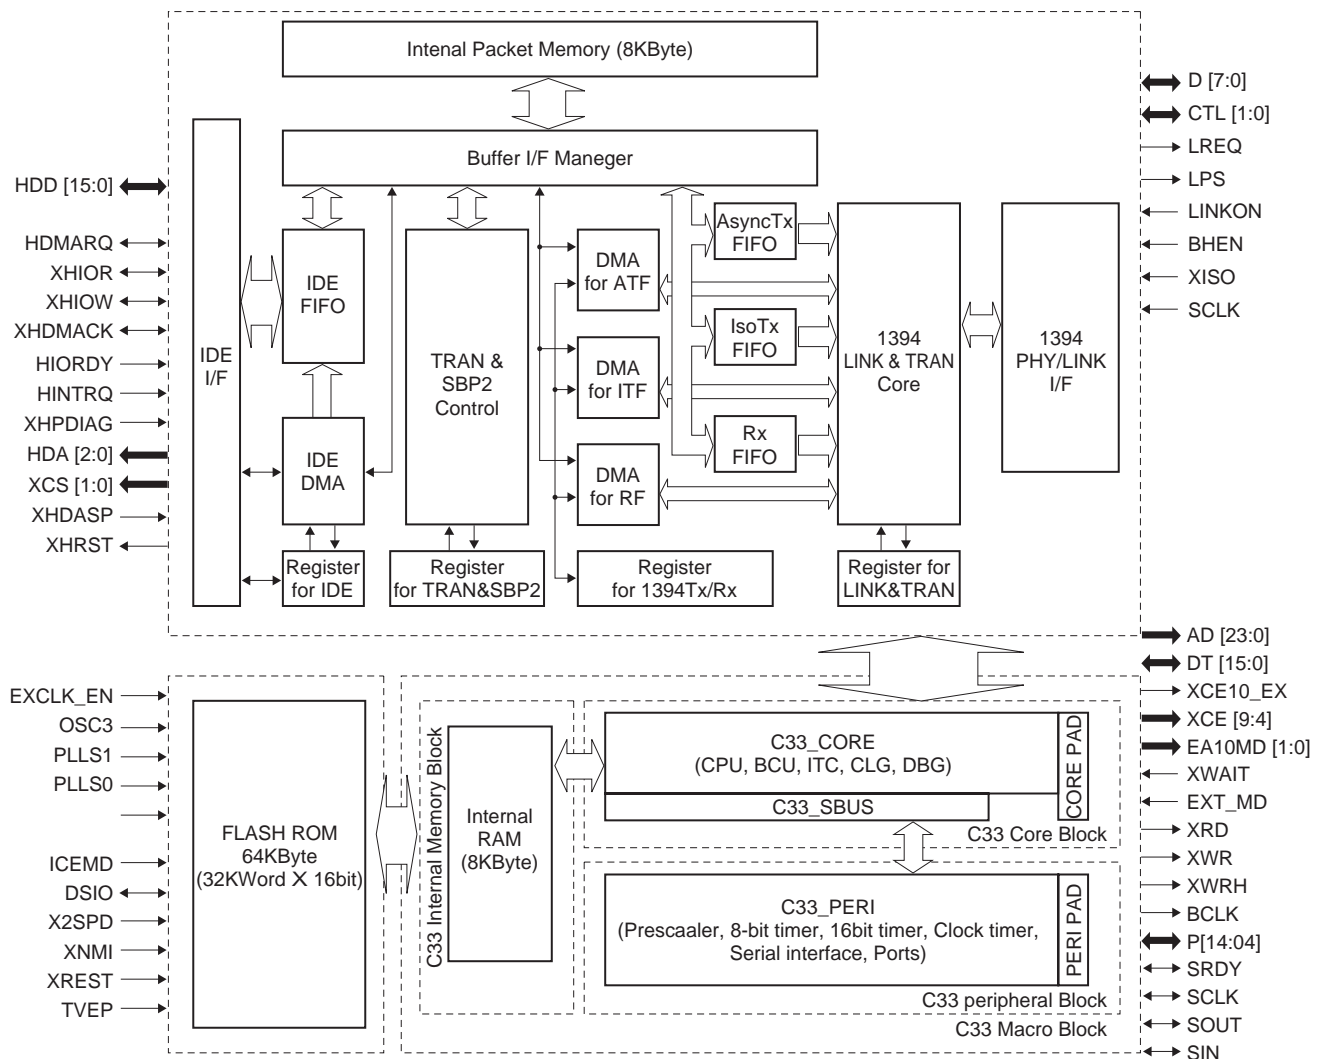 Intenal Packet Memory (8KByte)
Buffer I/F Maneger
HDD [15:0]
HDMARQ
XHIOR
XHIOW
XHDMACK
HIORDY
HINTRQ
XHPDIAG
HDA [2:0]
XCS [1:0]
XHDASP
XHRST
IDE
I/F
IDE
FIFO
IDE
DMA
Register
for IDE
TRAN &
SBP2
Control
Register
for TRAN&SBP2
DMA
for ATF
DMA
for ITF
DMA
for RF
Register
for 1394Tx/Rx
AsyncTx
FIFO
IsoTx
FIFO
Rx
FIFO
1394
LINK & TRAN
Core
Register for
LINK&TRAN
1394
PHY/LINK
I/F
D [7:0]
CTL [1:0]
LREQ
LPS
LINKON
BHEN
XISO
SCLK
EXCLK_EN
OSC3
PLLS1
PLLS0
ICEMD
DSIO
X2SPD
XNMI
XREST
TVEP
FLASH ROM
64KByte
(32KWord X 16bit)
C33 Internal Memory Block
Internal
RAM
(8KByte)
C33_CORE
(CPU, BCU, ITC, CLG, DBG)
C33_SBUS
CORE PAD
C33 Core Block
C33_PERI
(Prescaaler, 8-bit timer, 16bit timer, Clock timer,
Serial interface, Ports)
PERI PAD
C33 peripheral Block
C33 Macro Block
AD [23:0]
DT [15:0]
XCE10_EX
XCE [9:4]
EA10MD [1:0]
XWAIT
EXT_MD
XRD
XWR
XWRH
BCLK
P[14:04]
SRDY
SCLK
SOUT
SIN